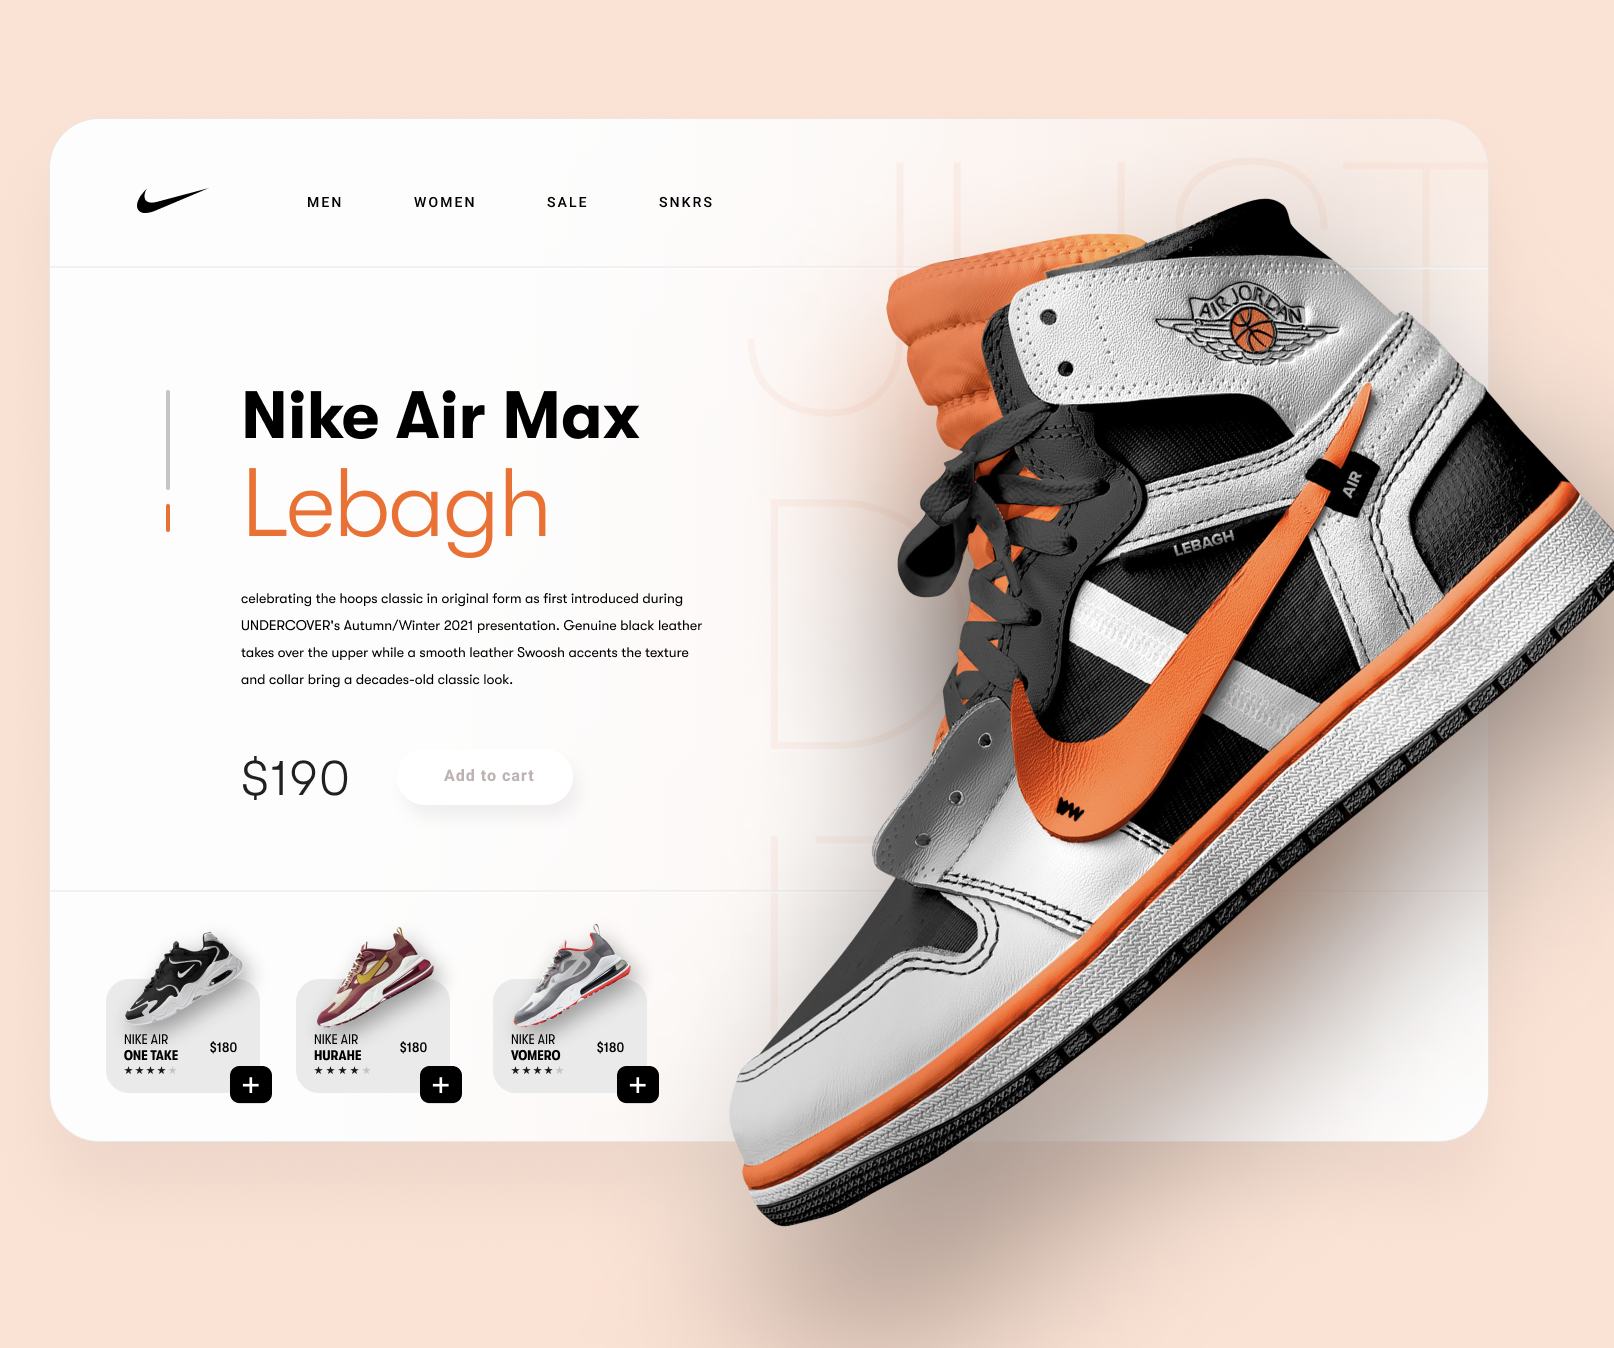 MEN WOMEN SALE SNKRS
JUST
DO
Nike Air Max
Lebagh
celebrating the hoops classic in original form as first introduced during
UNDERCOVER's Autumn/Winter 2021 presentation. Genuine black leather
takes over the upper while a smooth leather Swoosh accents the texture
and collar bring a decades-old classic look.
$190
Add to cart
AIR JORDAN
AIR
LEBAGH
NIKE AIR
ONE TAKE
$180
NIKE AIR
HURAHE
$180
NIKE AIR
VOMERO
$180